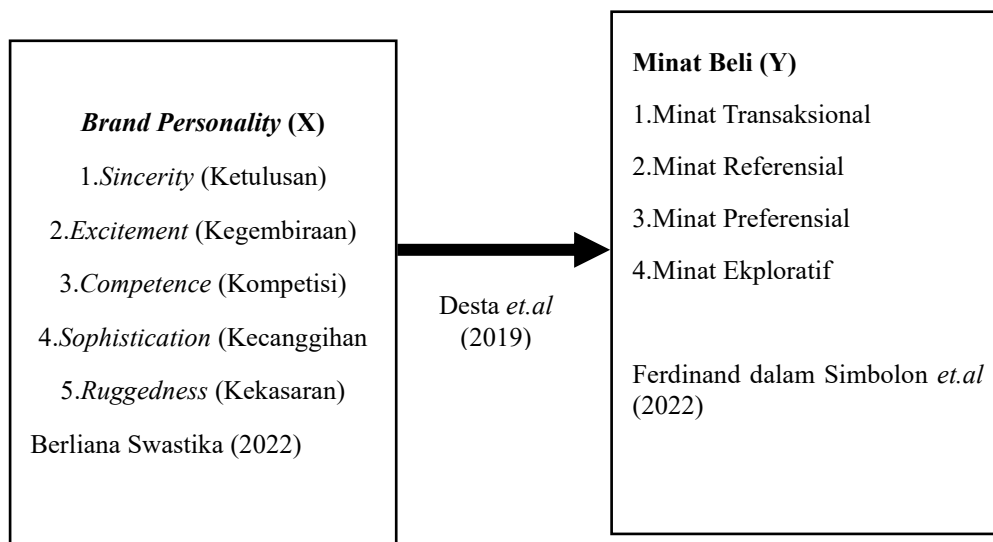 Brand Personality (X)
1.Sincerity (Ketulusan)
2.Excitement (Kegembiraan)
3.Competence (Kompetisi)
4.Sophistication (Kecanggihan
5.Ruggedness (Kekasaran)
Berliana Swastika (2022)
Desta et.al
(2019)
Minat Beli (Y)
1.Minat Transaksional
2.Minat Referensial
3.Minat Preferensial
4.Minat Ekploratif
Ferdinand dalam Simbolon et.al
(2022)